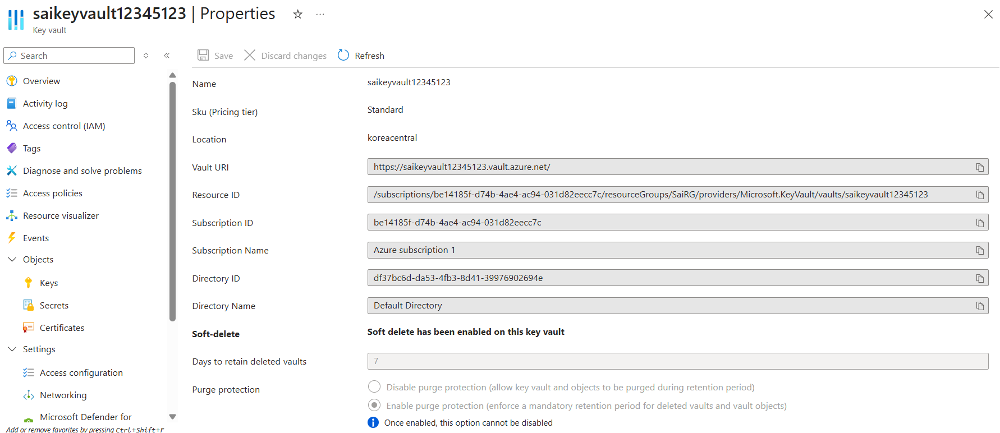 saikeyvault12345123 | Properties ☆ ...
Key vault
Search
Save Discard changes Refresh
Overview
Activity log
Access control (IAM)
Tags
Diagnose and solve problems
Access policies
Resource visualizer
Events
Objects
Keys
Secrets
Certificates
Settings
Access configuration
Networking
Microsoft Defender for
Add or remove favorites by pressing Ctrl+Shift+F
Name saikeyvault12345123
Sku (Pricing tier) Standard
Location koreacentral
Vault URI https://saikeyvault12345123.vault.azure.net/
Resource ID /subscriptions/be14185f-d74b-4ae4-ac94-031d82eecc7c/resourceGroups/SaiRG/providers/Microsoft.KeyVault/vaults/saikeyvault12345123
Subscription ID be14185f-d74b-4ae4-ac94-031d82eecc7c
Subscription Name Azure subscription 1
Directory ID df37bc6d-da53-4fb3-8d41-39976902694e
Directory Name Default Directory
Soft-delete Soft delete has been enabled on this key vault
Days to retain deleted vaults 7
Purge protection Disable purge protection (allow key vault and objects to be purged during retention period)
Enable purge protection (enforce a mandatory retention period for deleted vaults and vault objects)
Once enabled, this option cannot be disabled